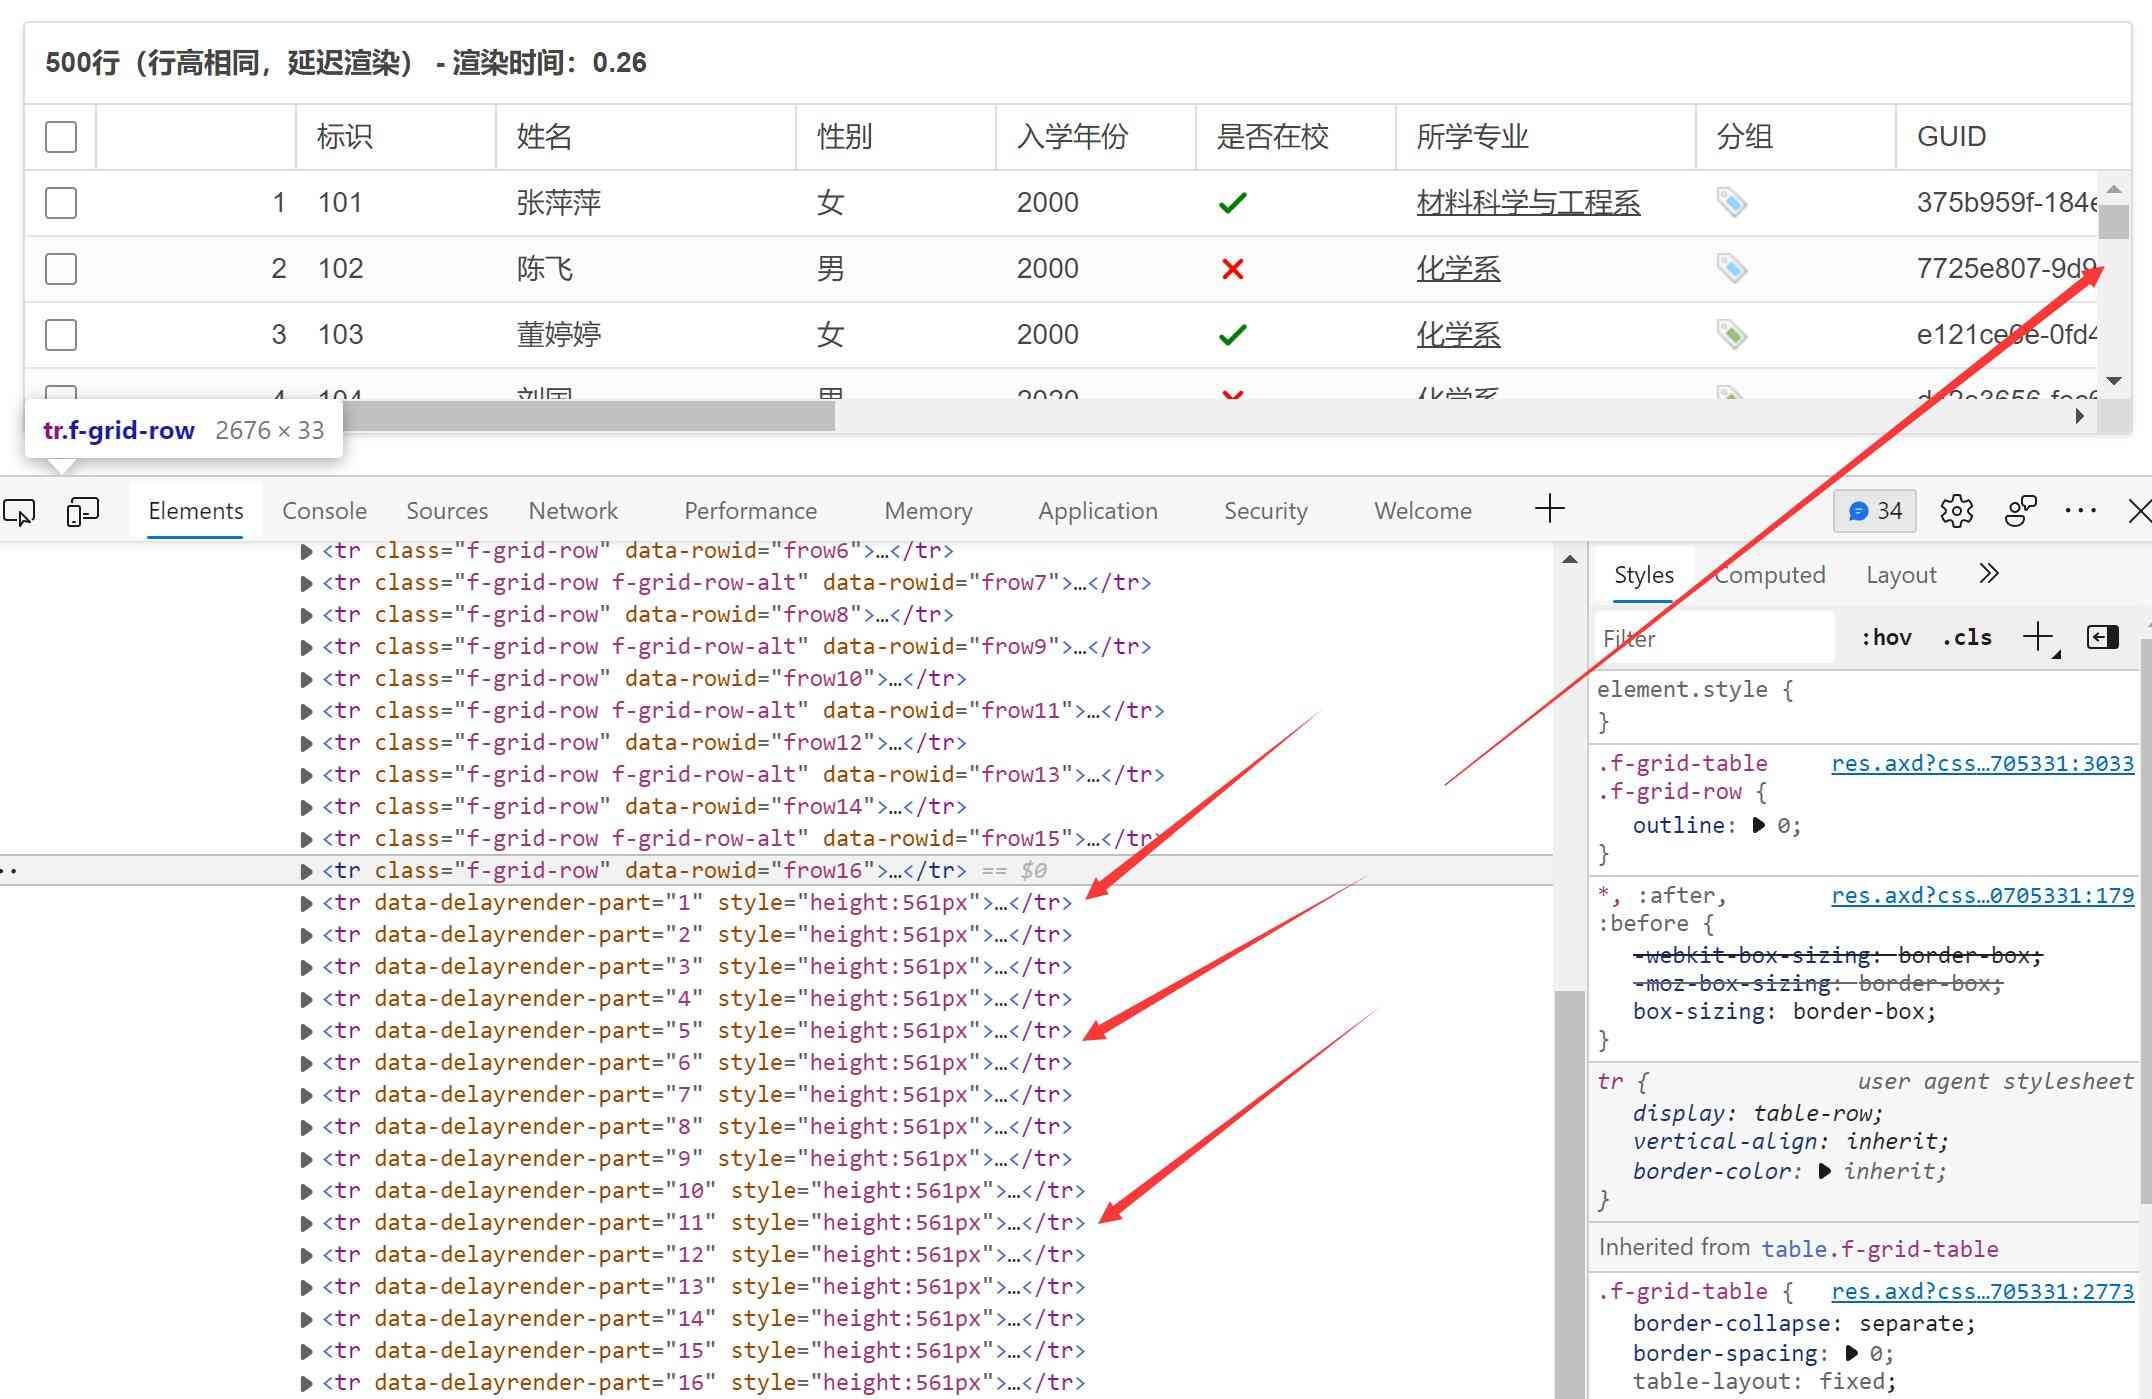 500行（行高相同，延迟渲染） - 渲染时间：0.26
标识 姓名 性别 入学年份 是否在校 所学专业 分组 GUID
1 101 张萍萍 女 2000 材料科学与工程系 375b959f-184e
2 102 陈飞 男 2000 化学系 7725e807-9d9
3 103 董婷婷 女 2000 化学系
4 104 刘国 男 2020 化学系
tr.f-grid-row 2676 × 33
Elements Console Sources Network Performance Memory Application Security Welcome 34
<tr class="f-grid-row" data-rowid="frow6">…</tr>
<tr class="f-grid-row f-grid-row-alt" data-rowid="frow7">…</tr>
<tr class="f-grid-row" data-rowid="frow8">…</tr>
<tr class="f-grid-row f-grid-row-alt" data-rowid="frow9">…</tr>
<tr class="f-grid-row" data-rowid="frow10">…</tr>
<tr class="f-grid-row f-grid-row-alt" data-rowid="frow11">…</tr>
<tr class="f-grid-row" data-rowid="frow12">…</tr>
<tr class="f-grid-row f-grid-row-alt" data-rowid="frow13">…</tr>
<tr class="f-grid-row" data-rowid="frow14">…</tr>
<tr class="f-grid-row f-grid-row-alt" data-rowid="frow15">…</tr>
<tr class="f-grid-row" data-rowid="frow16">…</tr> == $0
<tr data-delayrender-part="1" style="height:561px">…</tr>
<tr data-delayrender-part="2" style="height:561px">…</tr>
<tr data-delayrender-part="3" style="height:561px">…</tr>
<tr data-delayrender-part="4" style="height:561px">…</tr>
<tr data-delayrender-part="5" style="height:561px">…</tr>
<tr data-delayrender-part="6" style="height:561px">…</tr>
<tr data-delayrender-part="7" style="height:561px">…</tr>
<tr data-delayrender-part="8" style="height:561px">…</tr>
<tr data-delayrender-part="9" style="height:561px">…</tr>
<tr data-delayrender-part="10" style="height:561px">…</tr>
<tr data-delayrender-part="11" style="height:561px">…</tr>
<tr data-delayrender-part="12" style="height:561px">…</tr>
<tr data-delayrender-part="13" style="height:561px">…</tr>
<tr data-delayrender-part="14" style="height:561px">…</tr>
<tr data-delayrender-part="15" style="height:561px">…</tr>
<tr data-delayrender-part="16" style="height:561px">…</tr>
Styles Computed Layout
Filter :hov .cls
element.style {
}
.f-grid-table res.axd?css…705331:3033
.f-grid-row {
outline: 0;
}
*, :after, res.axd?css…0705331:179
:before {
-webkit-box-sizing: border-box;
-moz-box-sizing: border-box;
box-sizing: border-box;
}
tr { user agent stylesheet
display: table-row;
vertical-align: inherit;
border-color: inherit;
}
Inherited from table.f-grid-table
.f-grid-table { res.axd?css…705331:2773
border-collapse: separate;
border-spacing: 0;
table-layout: fixed;